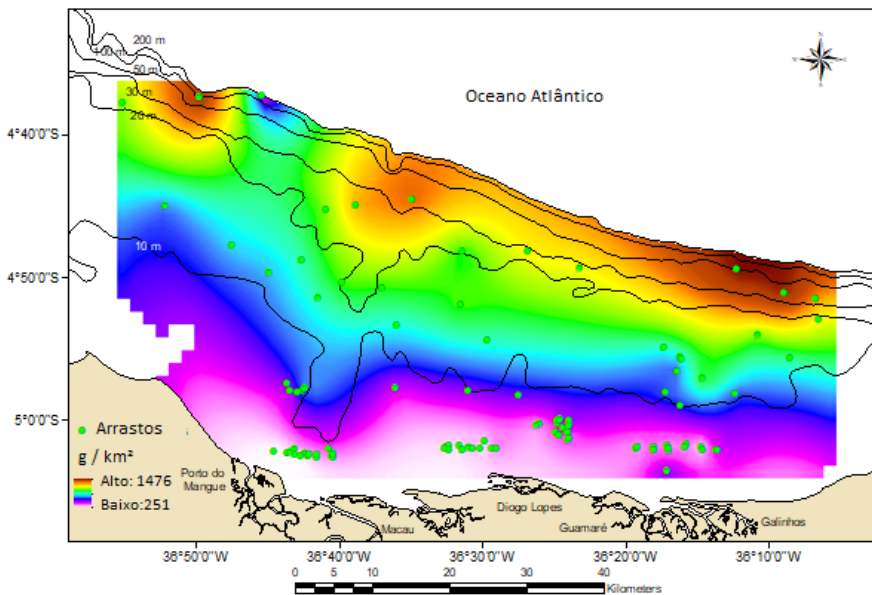 200 m
100 m
50 m
30 m
20 m
10 m
N
Oceano Atlântico
4°40'0"S
4°50'0"S
5°0'0"S
Arrastos
g / km²
Alto: 1476
Baixo:251
Porto do
Mangue
Macau
Diogo Lopes
Guamaré
Galinhos
36°50'0"W
36°40'0"W
36°30'0"W
36°20'0"W
36°10'0"W
0 5 10 20 30 40
Kilometers